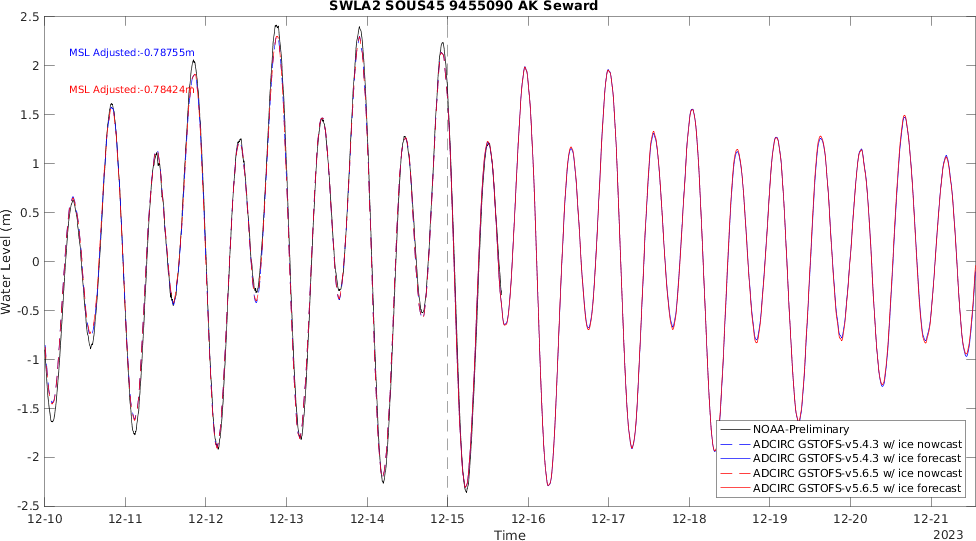 SWLA2 SOUS45 9455090 AK Seward
2.5
2
1.5
1
0.5
0
-0.5
-1
-1.5
-2
-2.5
Water Level (m)
MSL Adjusted:-0.78755m
MSL Adjusted:-0.78424m
NOAA-Preliminary
ADCIRC GSTOFS-v5.4.3 w/ ice nowcast
ADCIRC GSTOFS-v5.4.3 w/ ice forecast
ADCIRC GSTOFS-v5.6.5 w/ ice nowcast
ADCIRC GSTOFS-v5.6.5 w/ ice forecast
12-10 12-11 12-12 12-13 12-14 12-15 12-16 12-17 12-18 12-19 12-20 12-21
Time
2023